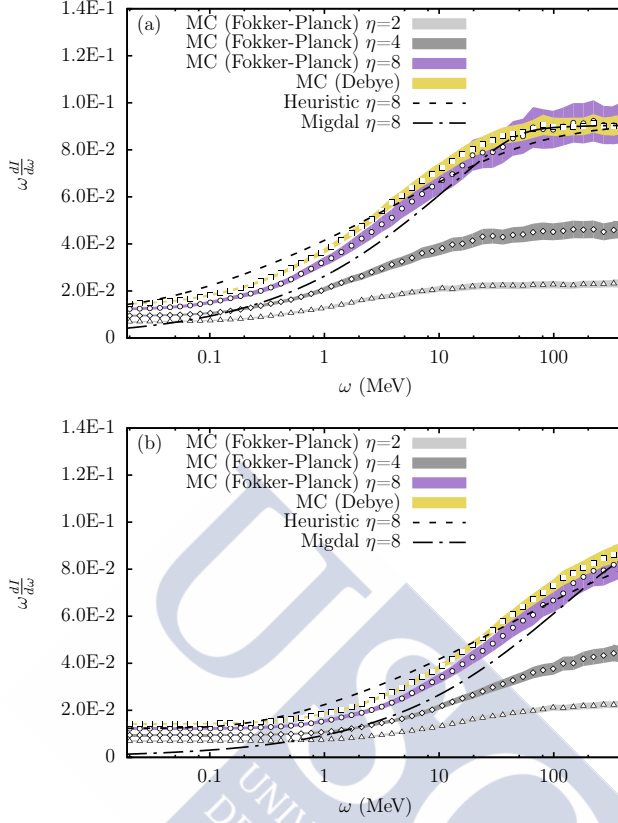 1.4E-1
(a)
MC (Fokker-Planck) η=2
MC (Fokker-Planck) η=4
MC (Fokker-Planck) η=8
MC (Debye)
Heuristic η=8
Migdal η=8
1.2E-1
1.0E-1
8.0E-2
6.0E-2
4.0E-2
2.0E-2
0
ω dI/dω
0.1 1 10 100
ω (MeV)
1.4E-1
(b)
MC (Fokker-Planck) η=2
MC (Fokker-Planck) η=4
MC (Fokker-Planck) η=8
MC (Debye)
Heuristic η=8
Migdal η=8
1.2E-1
1.0E-1
8.0E-2
6.0E-2
4.0E-2
2.0E-2
0
ω dI/dω
0.1 1 10 100
ω (MeV)
USC